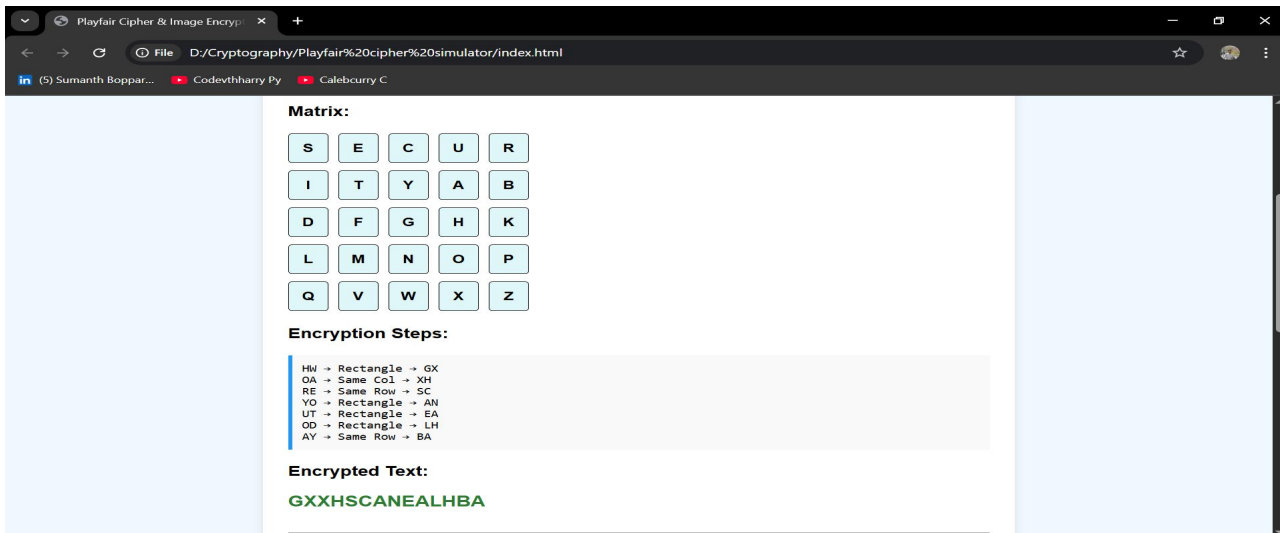 Playfair Cipher & Image Encrypt
File D:/Cryptography/Playfair%20cipher%20simulator/index.html
in (5) Sumanth Boppar... Codevthharry Py Calebcurry C
Matrix:
S E C U R
I T Y A B
D F G H K
L M N O P
Q V W X Z
Encryption Steps:
HW → Rectangle → GX
OA → Same Col → XH
RE → Same Row → SC
YO → Rectangle → AN
UT → Rectangle → EA
OD → Rectangle → LH
AY → Same Row → BA
Encrypted Text:
GXXHSCANEALHBA